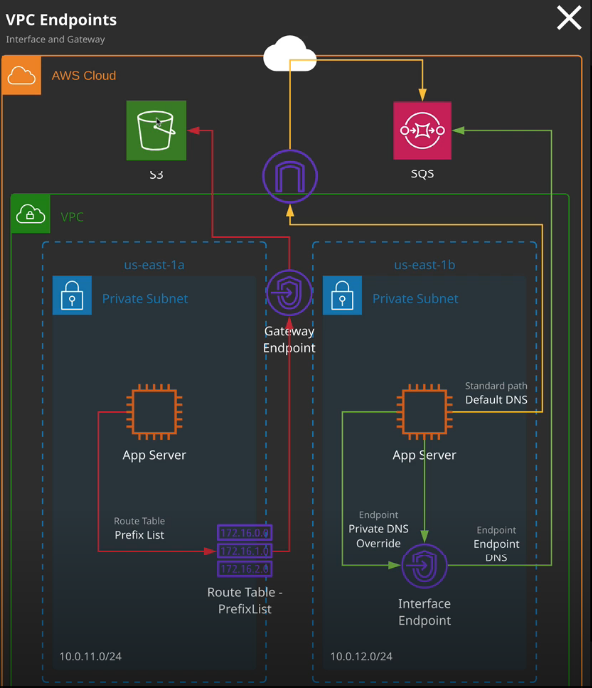 VPC Endpoints
Interface and Gateway
AWS Cloud
S3
SQS
VPC
us-east-1a
us-east-1b
Private Subnet
Private Subnet
Gateway
Endpoint
Standard path
Default DNS
App Server
App Server
Route Table
Prefix List
Endpoint
Private DNS
Override
Endpoint
Endpoint
DNS
172.16.0.0
172.16.1.0
172.16.2.0
Route Table -
PrefixList
Interface
Endpoint
10.0.11.0/24
10.0.12.0/24